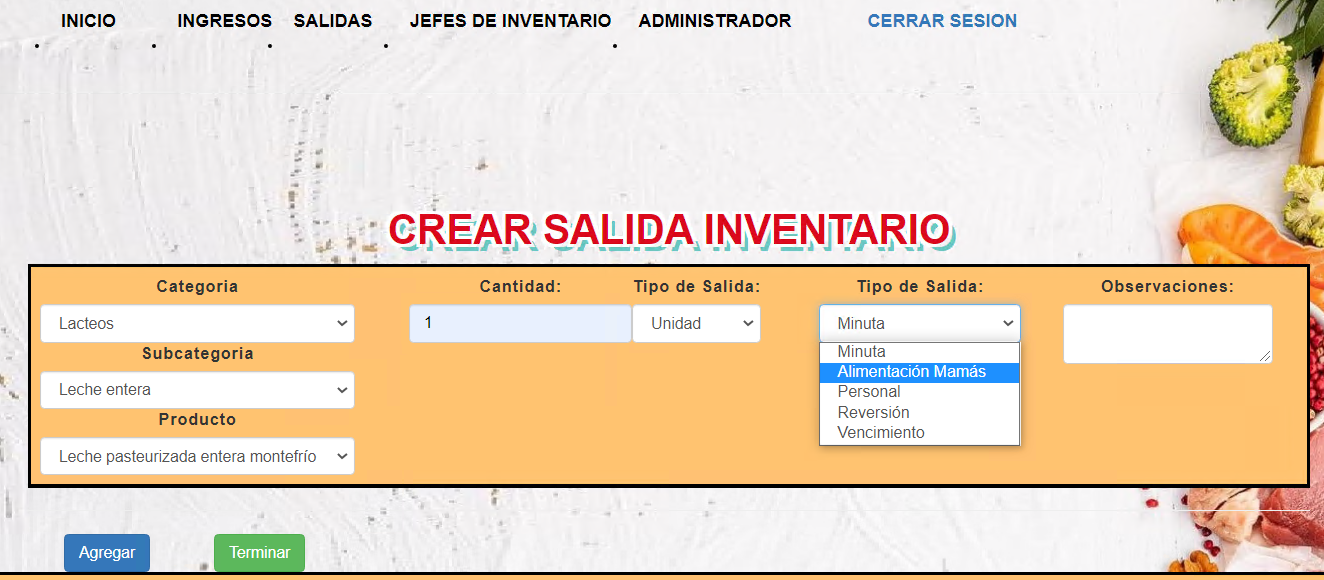 INICIO INGRESOS SALIDAS JEFES DE INVENTARIO ADMINISTRADOR CERRAR SESION
CREAR SALIDA INVENTARIO
Categoria Cantidad: Tipo de Salida: Tipo de Salida: Observaciones:
Lacteos 1 Unidad Minuta
Subcategoria
Minuta
Alimentación Mamás
Leche entera
Personal
Reversión
Producto
Vencimiento
Leche pasteurizada entera montefrío
Agregar Terminar